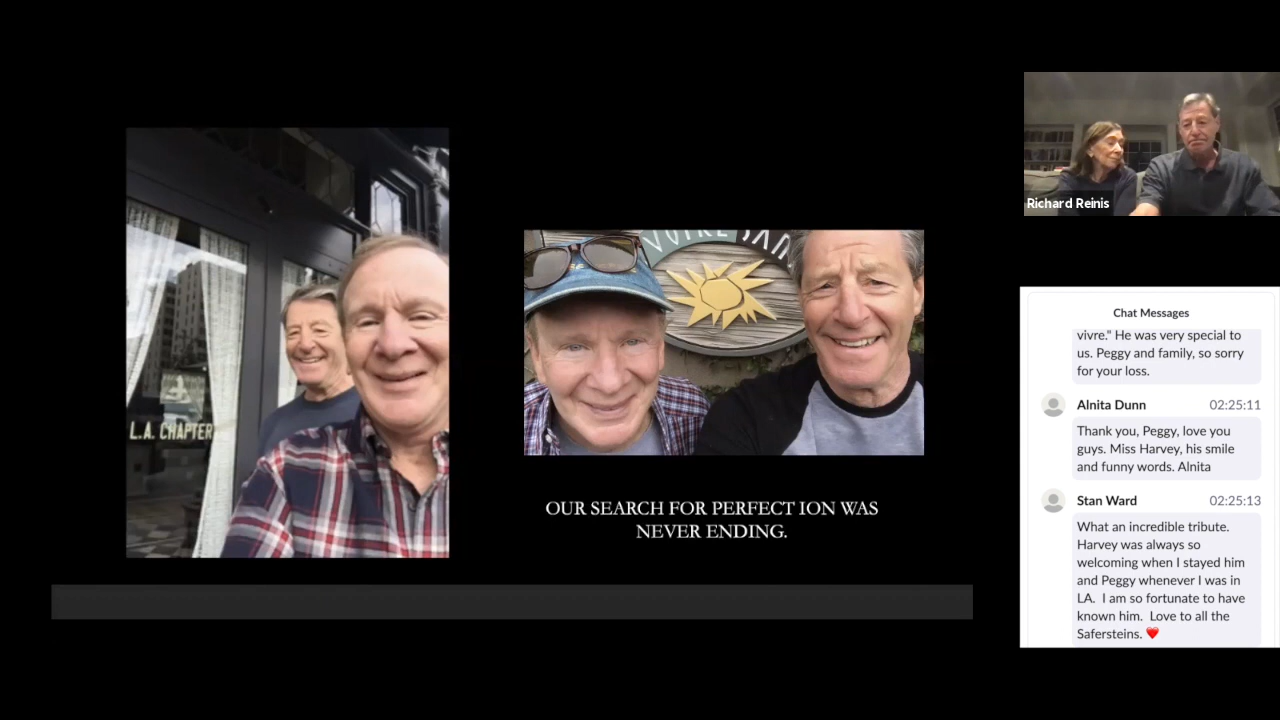 L.A. CHAPTER
OUR SEARCH FOR PERFECT ION WAS
NEVER ENDING.
Richard Reinis
Chat Messages
vivre." He was very special to
us. Peggy and family, so sorry
for your loss.
Alnita Dunn 02:25:11
Thank you, Peggy, love you
guys. Miss Harvey, his smile
and funny words. Alnita
Stan Ward 02:25:13
What an incredible tribute.
Harvey was always so
welcoming when I stayed him
and Peggy whenever I was in
LA.  I am so fortunate to have
known him.  Love to all the
Safersteins. ❤️